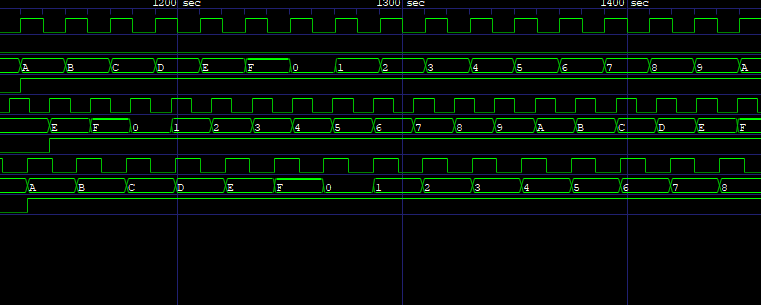 1200 sec 1300 sec 1400 sec
A B C D E F 0 1 2 3 4 5 6 7 8 9 A
E F 0 1 2 3 4 5 6 7 8 9 A B C D E F
A B C D E F 0 1 2 3 4 5 6 7 8